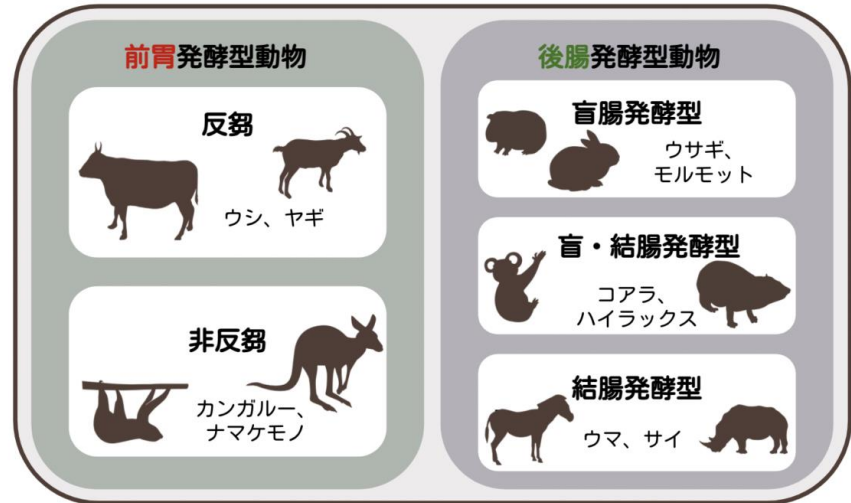 前胃発酵型動物
反芻
ウシ、ヤギ
非反芻
カンガルー、
ナマケモノ
後腸発酵型動物
盲腸発酵型
ウサギ、
モルモット
盲・結腸発酵型
コアラ、
ハイラックス
結腸発酵型
ウマ、サイ